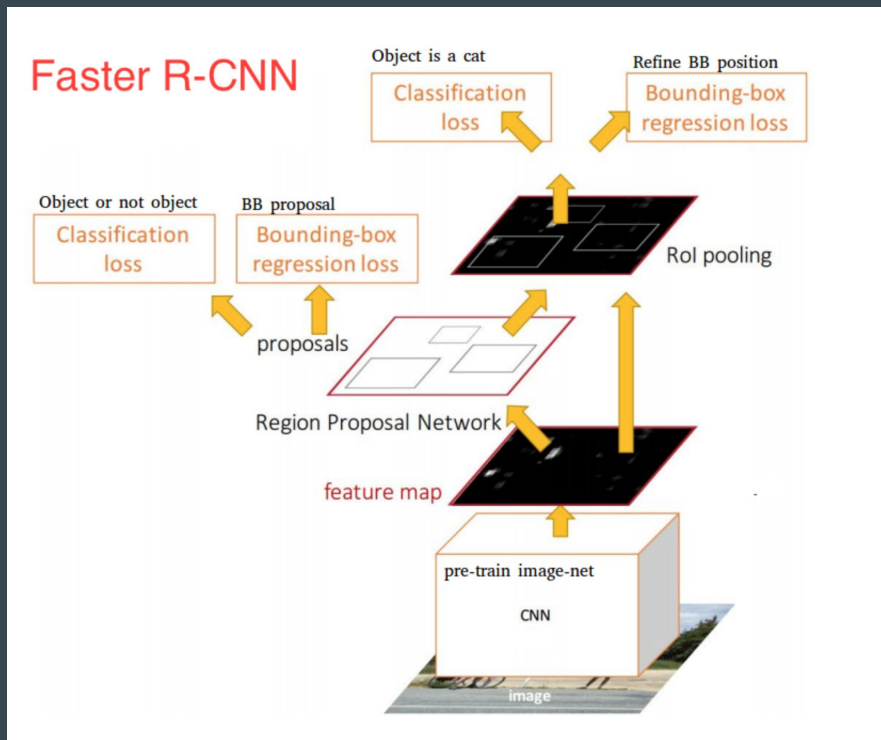 Faster R-CNN
Object is a cat
Classification
loss
Refine BB position
Bounding-box
regression loss
Object or not object
Classification
loss
BB proposal
Bounding-box
regression loss
RoI pooling
proposals
Region Proposal Network
feature map
pre-train image-net
CNN
image